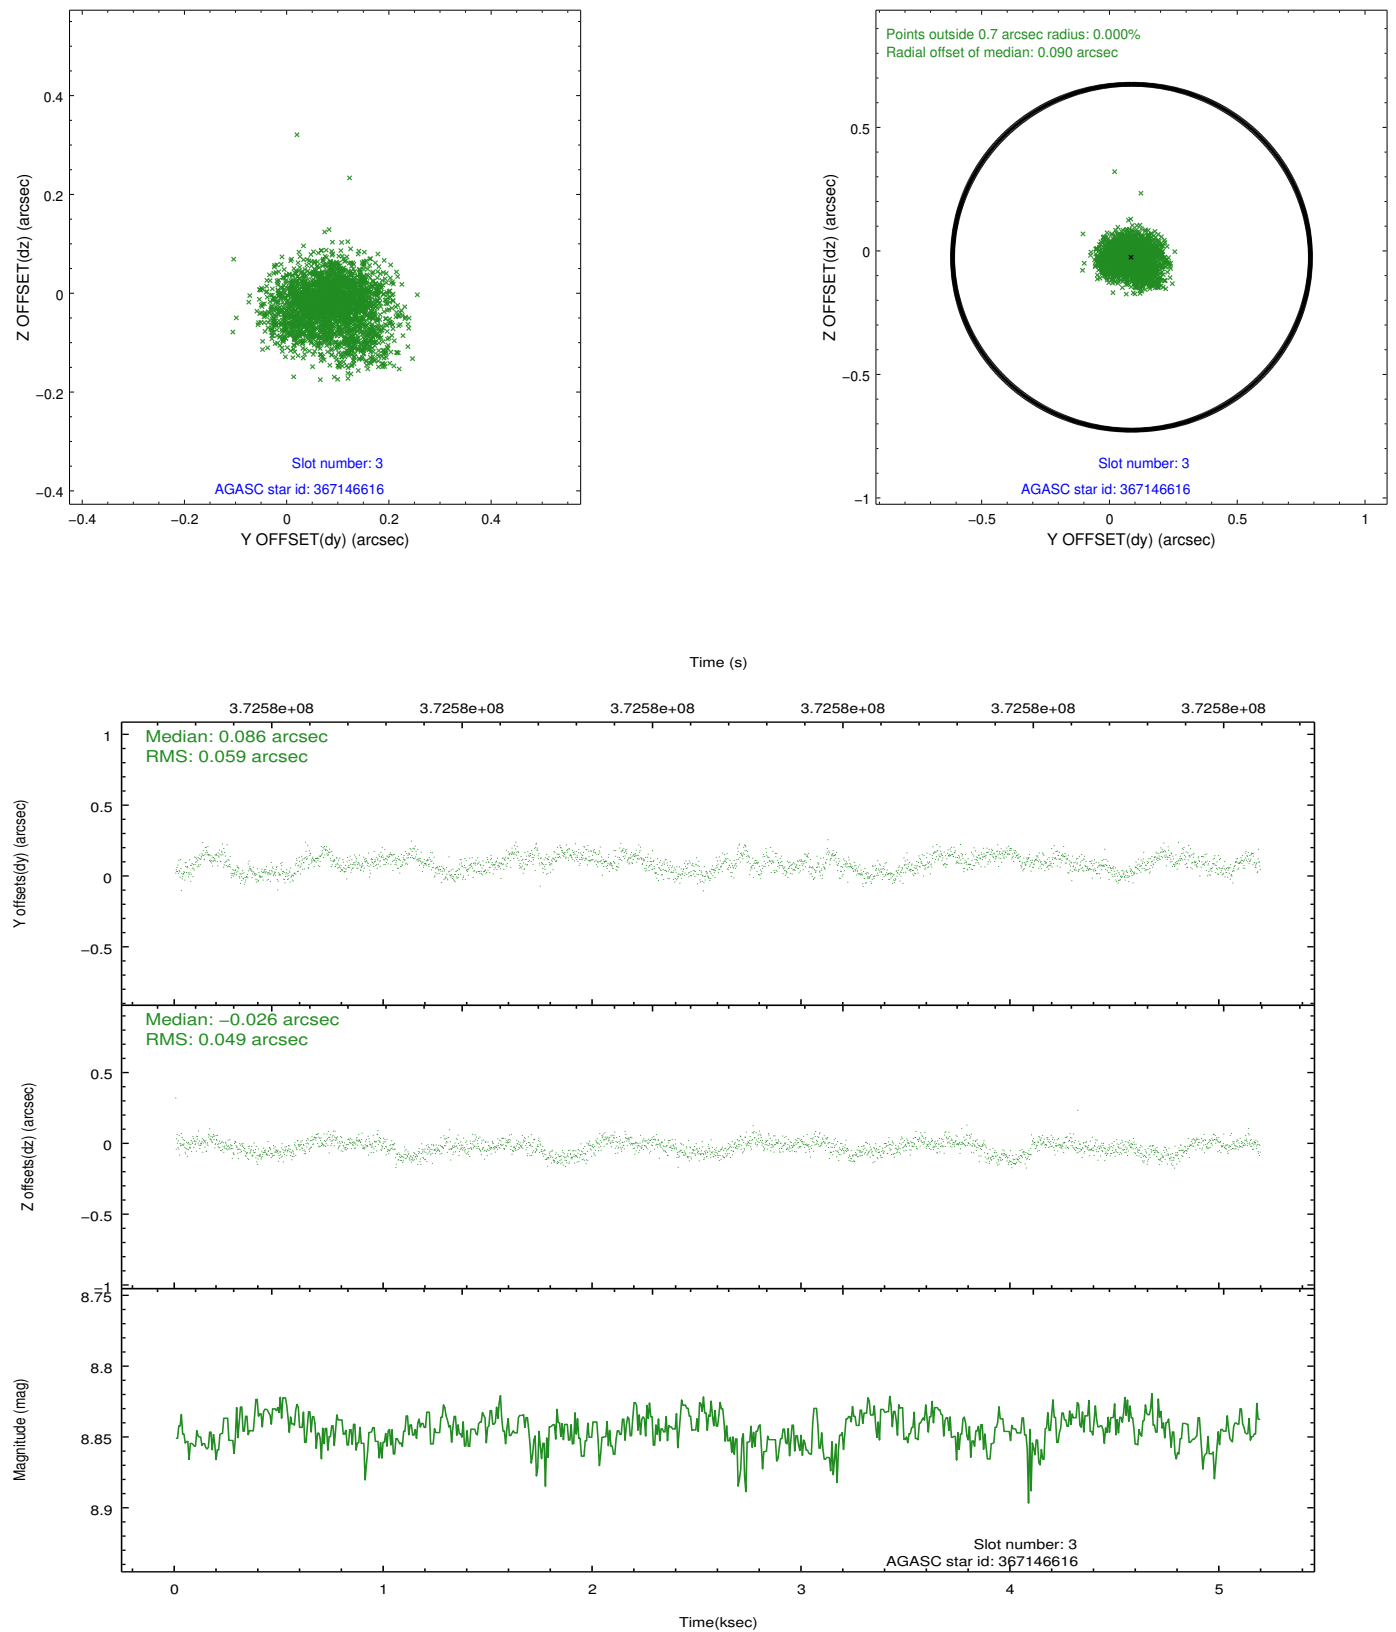 0.4
0.2
0
−0.2
−0.4
Z OFFSET(dz) (arcsec)
Slot number: 3
AGASC star id: 367146616
−0.4 −0.2 0 0.2 0.4
Y OFFSET(dy) (arcsec)
Points outside 0.7 arcsec radius: 0.000%
Radial offset of median: 0.090 arcsec
0.5
0
−0.5
−1
Z OFFSET(dz) (arcsec)
Slot number: 3
AGASC star id: 367146616
−0.5 0 0.5 1
Y OFFSET(dy) (arcsec)
Time (s)
3.7258e+08 3.7258e+08 3.7258e+08 3.7258e+08 3.7258e+08 3.7258e+08
Median: 0.086 arcsec
RMS: 0.059 arcsec
1
0.5
0
−0.5
Y offsets(dy) (arcsec)
Median: −0.026 arcsec
RMS: 0.049 arcsec
0.5
0
−0.5
−1
Z offsets(dz) (arcsec)
8.75
8.8
8.85
8.9
Magnitude (mag)
Slot number: 3
AGASC star id: 367146616
0 1 2 3 4 5
Time(ksec)